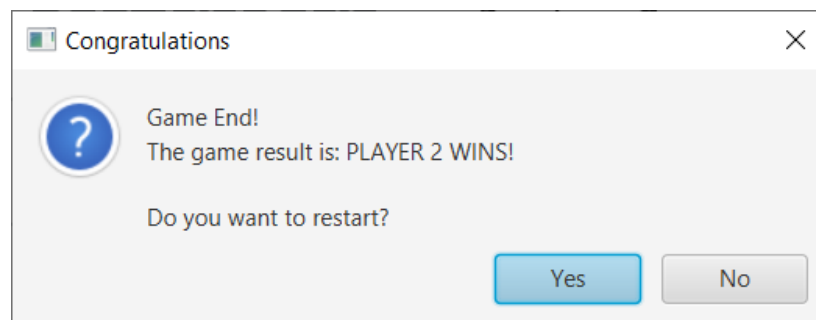 Congratulations
Game End!
The game result is: PLAYER 2 WINS!
Do you want to restart?
Yes
No